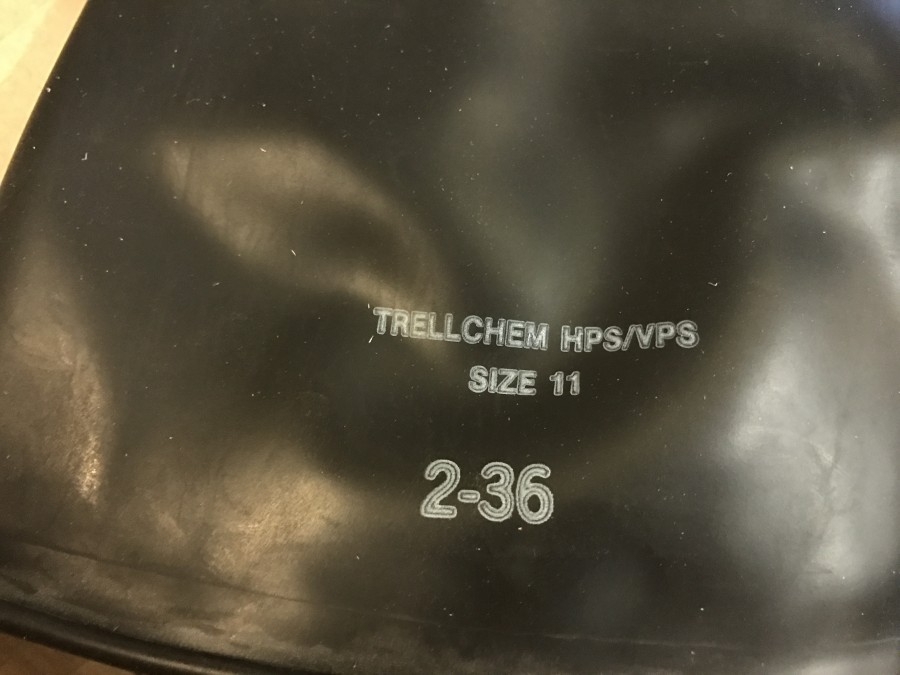 TRELLCHEM HPS/VPS
SIZE 11
2-36